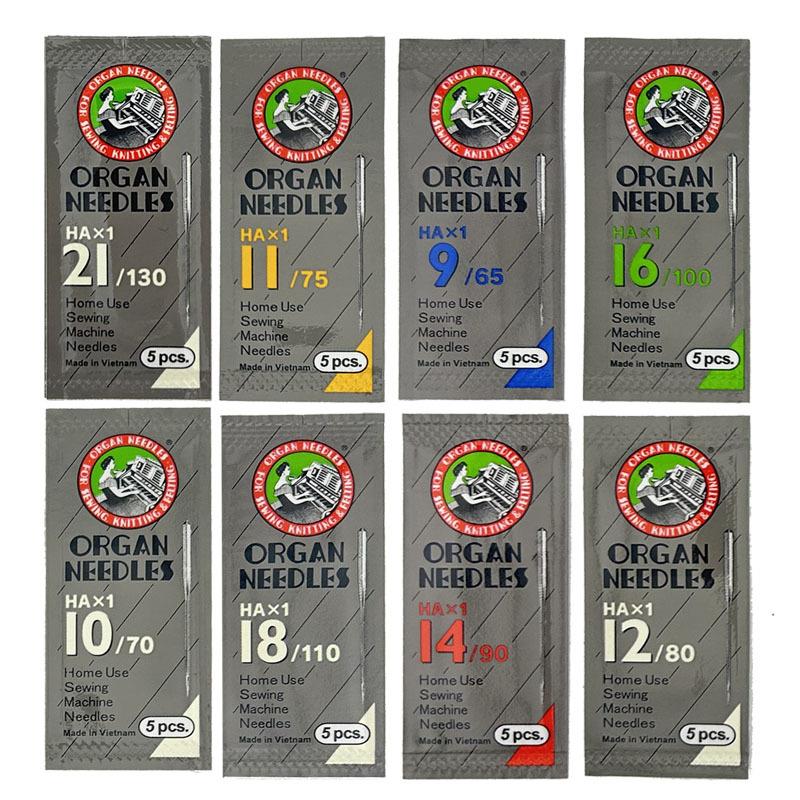 ORGAN NEEDLES
FOR SEWING, KNITTING & FELTING
®
ORGAN
NEEDLES
HA×1
21/130
Home Use
Sewing
Machine
Needles
Made in Vietnam
5 pcs.
ORGAN NEEDLES
FOR SEWING, KNITTING & FELTING
®
ORGAN
NEEDLES
HA×1
11/75
Home Use
Sewing
Machine
Needles
Made in Vietnam
5 pcs.
ORGAN NEEDLES
FOR SEWING, KNITTING & FELTING
®
ORGAN
NEEDLES
HA×1
9/65
Home Use
Sewing
Machine
Needles
Made in Vietnam
5 pcs.
ORGAN NEEDLES
FOR SEWING, KNITTING & FELTING
®
ORGAN
NEEDLES
HA×1
16/100
Home Use
Sewing
Machine
Needles
Made in Vietnam
5 pcs.
ORGAN NEEDLES
FOR SEWING, KNITTING & FELTING
®
ORGAN
NEEDLES
HA×1
10/70
Home Use
Sewing
Machine
Needles
Made in Vietnam
5 pcs.
ORGAN NEEDLES
FOR SEWING, KNITTING & FELTING
®
ORGAN
NEEDLES
HA×1
18/110
Home Use
Sewing
Machine
Needles
Made in Vietnam
5 pcs.
ORGAN NEEDLES
FOR SEWING, KNITTING & FELTING
®
ORGAN
NEEDLES
HA×1
14/90
Home Use
Sewing
Machine
Needles
Made in Vietnam
5 pcs.
ORGAN NEEDLES
FOR SEWING, KNITTING & FELTING
®
ORGAN
NEEDLES
HA×1
12/80
Home Use
Sewing
Machine
Needles
Made in Vietnam
5 pcs.